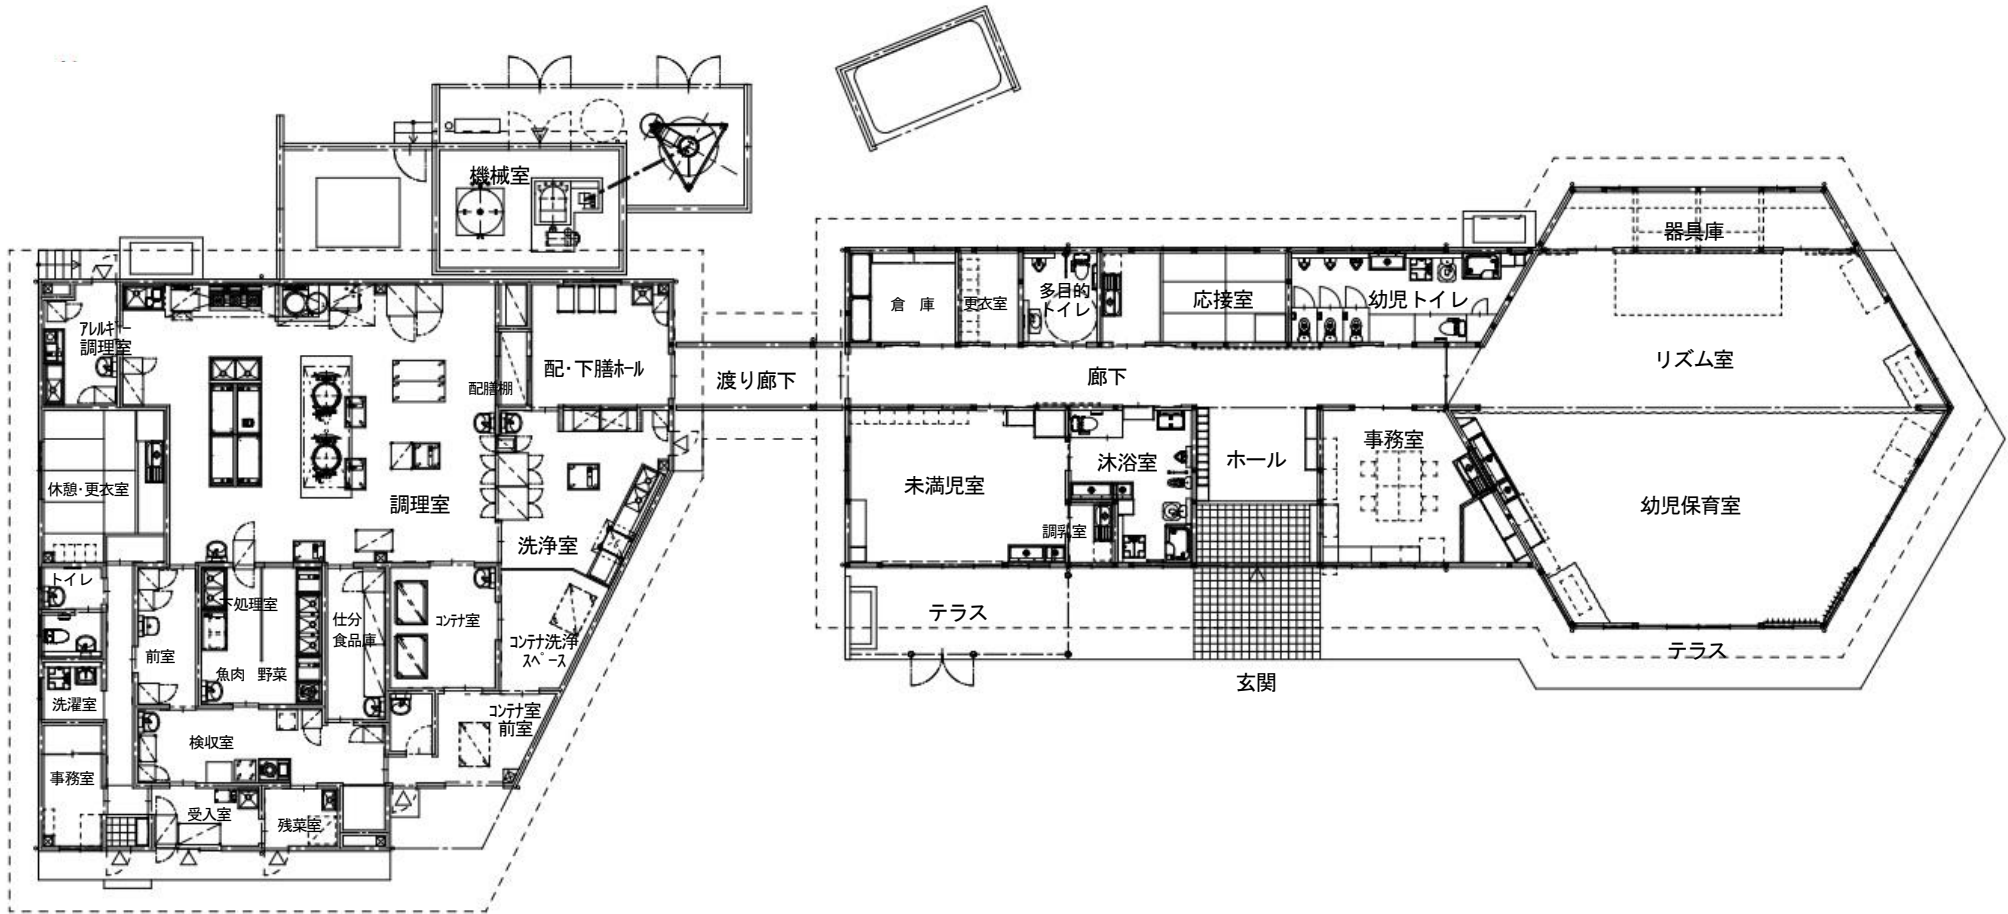 機械室
器具庫
アレルギー
調理室
配膳棚
配・下膳ホール
渡り廊下
倉 庫
更衣室
多目的
トイレ
応接室
幼児トイレ
廊下
リズム室
休憩・更衣室
調理室
洗浄室
未満児室
沐浴室
調乳室
ホール
事務室
幼児保育室
トイレ
前室
下処理室
魚肉 野菜
仕分
食品庫
コンテナ室
コンテナ洗浄
スペース
テラス
玄関
テラス
洗濯室
検収室
コンテナ室
前室
事務室
受入室
残菜室